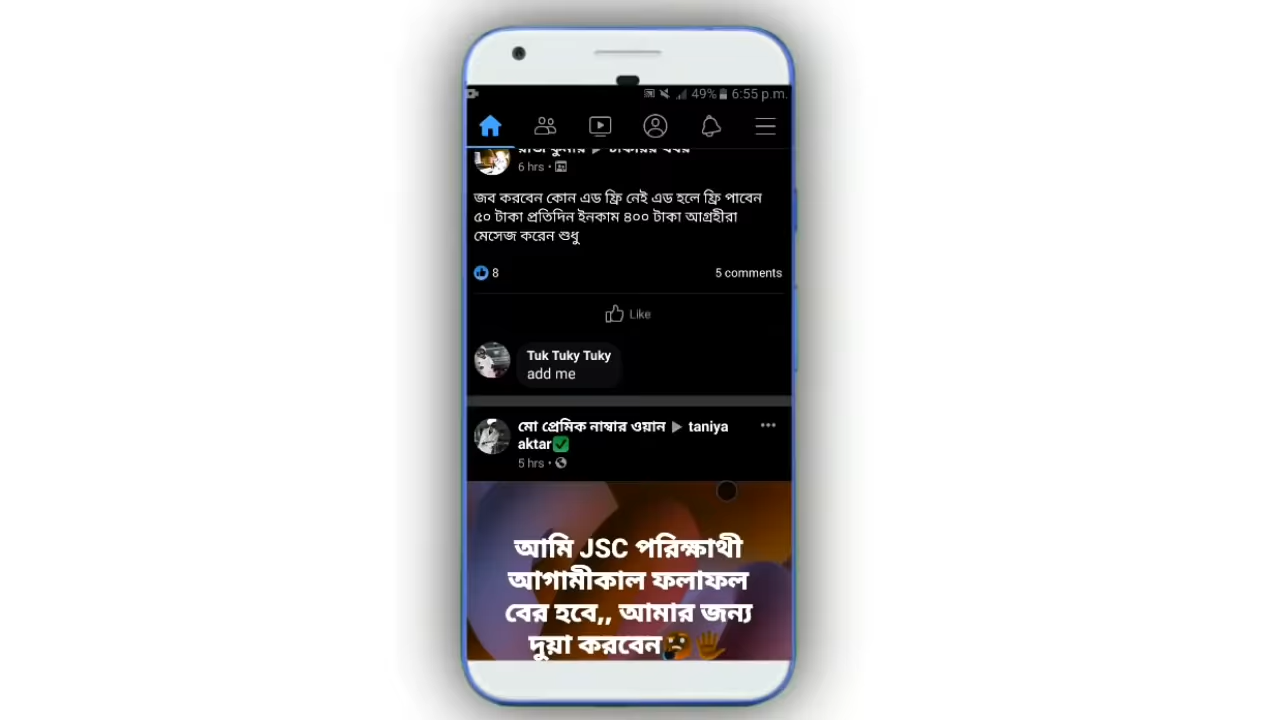 49% 6:55 p.m.
6 hrs
জব করবেন কোন এড ফ্রি নেই এড হলে ফ্রি পাবেন
৫০ টাকা প্রতিদিন ইনকাম ৪০০ টাকা আগ্রহীরা
মেসেজ করেন শুধু
8 5 comments
Like
Tuk Tuky Tuky
add me
মো প্রেমিক নাম্বার ওয়ান ▶ taniya
aktar✅
5 hrs
আমি JSC পরিক্ষাথী
আগামীকাল ফলাফল
বের হবে,, আমার জন্য
দুয়া করবেন